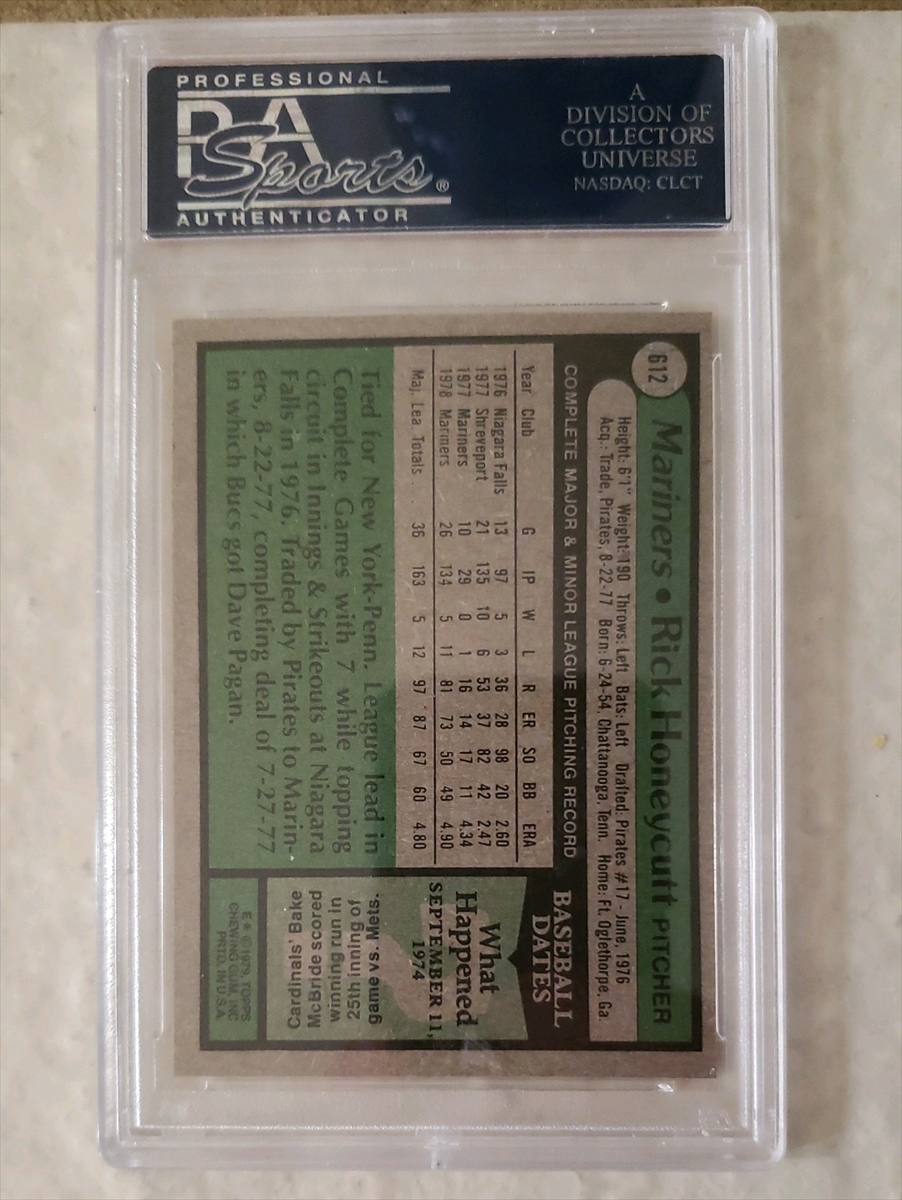 PROFESSIONAL
PSA
Sports®
AUTHENTICATOR
A
DIVISION OF
COLLECTORS
UNIVERSE
NASDAQ: CLCT
612
Mariners • Rick Honeycutt PITCHER
Height: 6'1" Weight: 190 Throws: Left Bats: Left Drafted: Pirates #17 - June, 1976
Acq.: Trade, Pirates, 8-22-77 Born: 6-24-54, Chattanooga, Tenn. Home: Ft. Oglethorpe, Ga.
COMPLETE MAJOR & MINOR LEAGUE PITCHING RECORD
Year Club G IP W L R ER SO BB ERA
1976 Niagara Falls 13 97 5 3 36 28 98 20 2.60
1977 Shreveport 21 135 10 6 53 37 82 42 2.47
1977 Mariners 10 29 0 1 16 14 17 11 4.34
1978 Mariners 26 134 5 11 81 73 50 49 4.90
Maj. Lea Totals 36 163 5 12 97 87 67 60 4.80
Tied for New York-Penn. League lead in
Complete Games with 7 while topping
circuit in Innings & Strikeouts at Niagara
Falls in 1976. Traded by Pirates to Marin-
ers, 8-22-77, completing deal of 7-27-77
in which Bucs got Dave Pagan.
BASEBALL
DATES
What
Happened
SEPTEMBER 11,
1974
Cardinals' Bake
McBride scored
winning run in
25th inning of
game vs. Mets.
E* © 1979, TOPPS
CHEWING GUM, INC
PRTD. IN U.S.A.